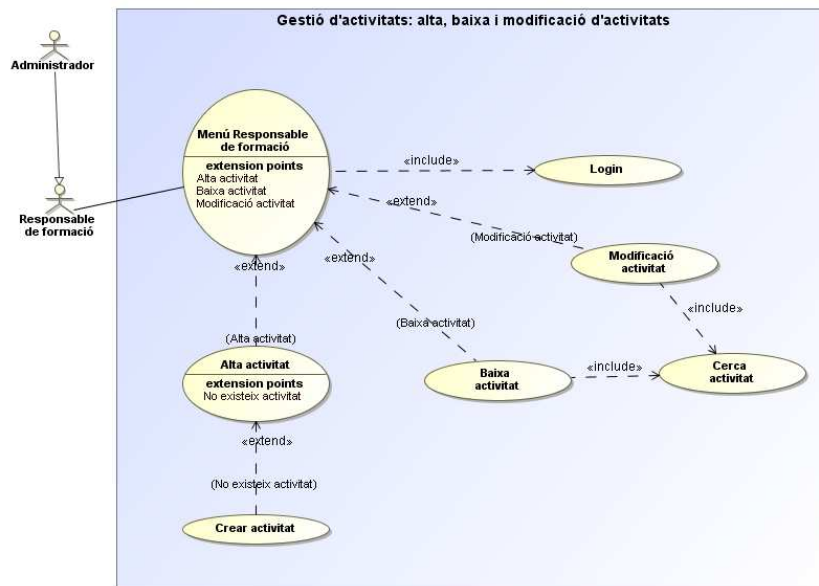 Gestió d'activitats: alta, baixa i modificació d'activitats
Administrador
Responsable
de formació
Menú Responsable
de formació
extension points
Alta activitat
Baixa activitat
Modificació activitat
«include»
Login
«extend»
(Modificació activitat)
Modificació
activitat
«extend»
(Baixa activitat)
«extend»
(Alta activitat)
«include»
Alta activitat
extension points
No existeix activitat
Baixa
activitat
«include»
Cerca
activitat
«extend»
(No existeix activitat)
Crear activitat